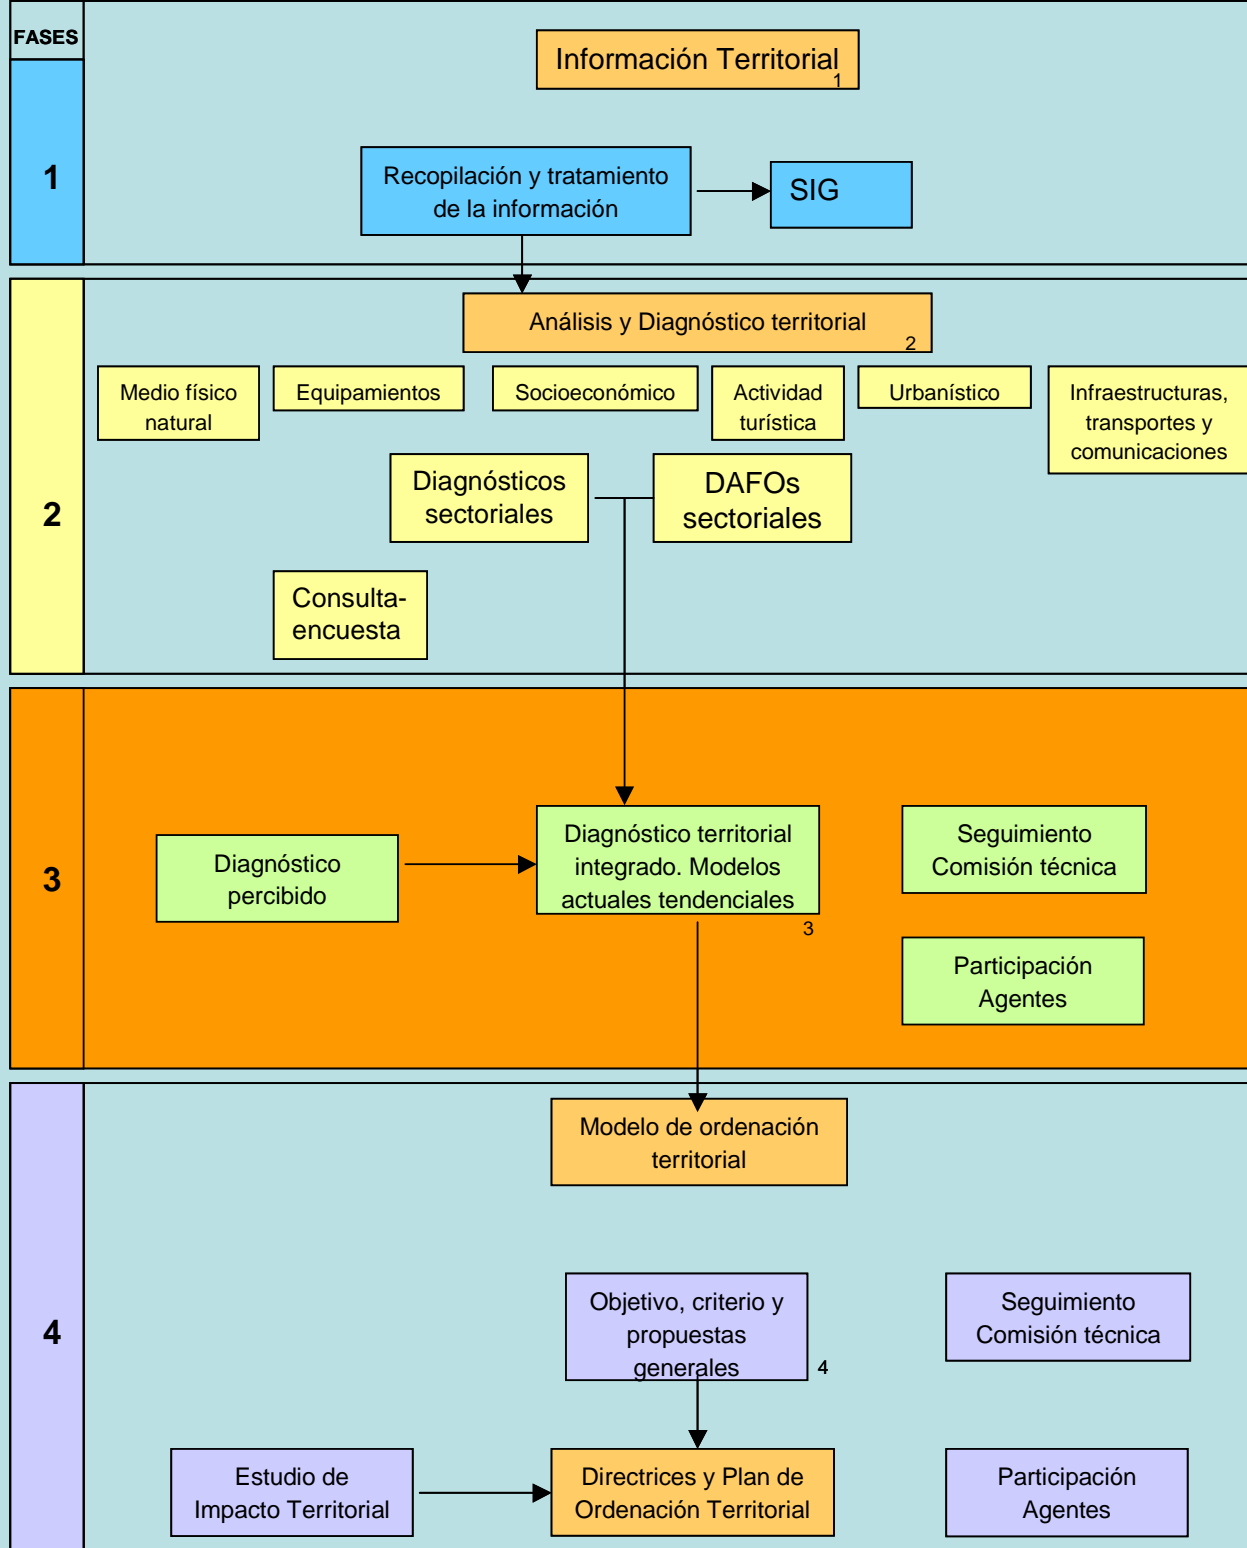 FASES
Información Territorial
1
1
Recopilación y tratamiento
de la información
SIG
Análisis y Diagnóstico territorial
2
Medio físico
natural
Equipamientos
Socioeconómico
Actividad
turística
Urbanístico
Infraestructuras,
transportes y
comunicaciones
2
Diagnósticos
sectoriales
DAFOs
sectoriales
Consulta-
encuesta
3
Diagnóstico
percibido
Diagnóstico territorial
integrado. Modelos
actuales tendenciales
3
Seguimiento
Comisión técnica
Participación
Agentes
Modelo de ordenación
territorial
4
Objetivo, criterio y
propuestas
generales
4
Seguimiento
Comisión técnica
Estudio de
Impacto Territorial
Directrices y Plan de
Ordenación Territorial
Participación
Agentes